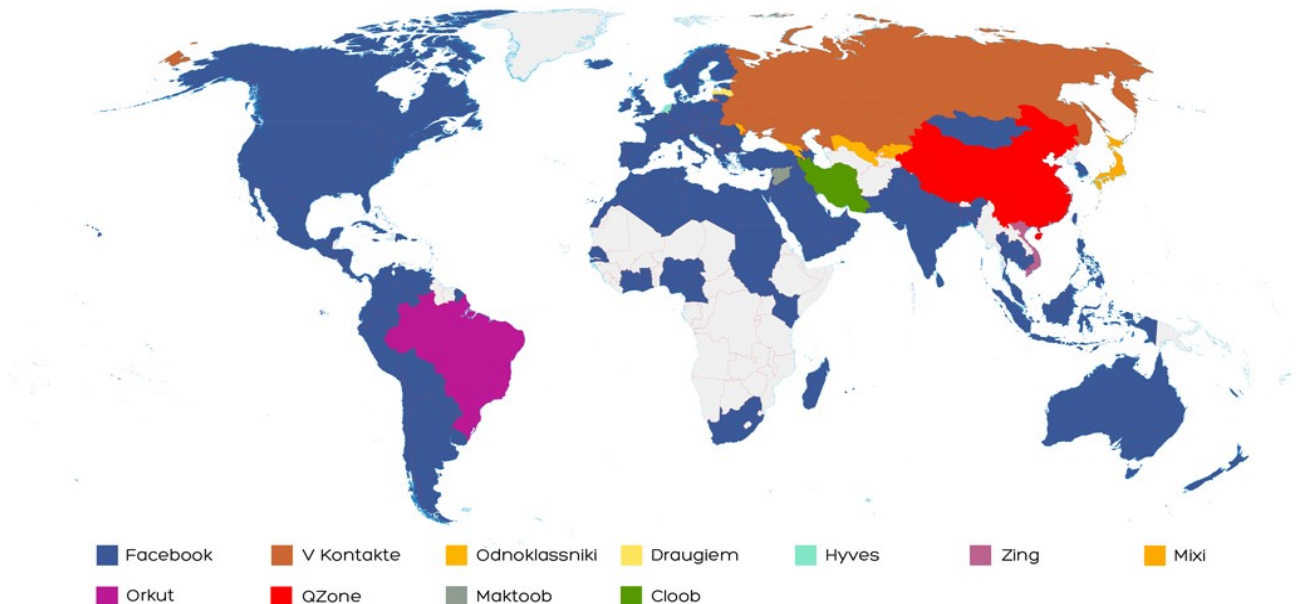 Facebook V Kontakte Odnoklassniki Draugiem Hyves Zing Mixi
Orkut QZone Maktoob Cloob